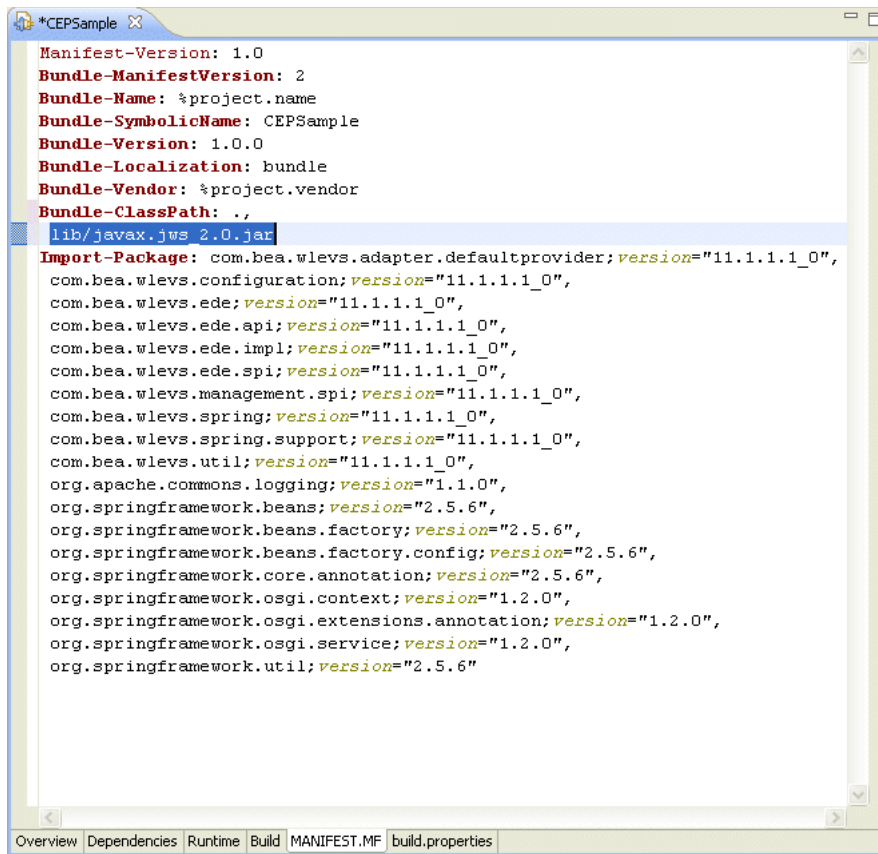 *CEPSample
Manifest-Version: 1.0
Bundle-ManifestVersion: 2
Bundle-Name: %project.name
Bundle-SymbolicName: CEPSample
Bundle-Version: 1.0.0
Bundle-Localization: bundle
Bundle-Vendor: %project.vendor
Bundle-ClassPath: .,
lib/javax.jws_2.0.jar
Import-Package: com.bea.wlevs.adapter.defaultprovider;version="11.1.1.1_0",
com.bea.wlevs.configuration;version="11.1.1.1_0",
com.bea.wlevs.ede;version="11.1.1.1_0",
com.bea.wlevs.ede.api;version="11.1.1.1_0",
com.bea.wlevs.ede.impl;version="11.1.1.1_0",
com.bea.wlevs.ede.spi;version="11.1.1.1_0",
com.bea.wlevs.management.spi;version="11.1.1.1_0",
com.bea.wlevs.spring;version="11.1.1.1_0",
com.bea.wlevs.spring.support;version="11.1.1.1_0",
com.bea.wlevs.util;version="11.1.1.1_0",
org.apache.commons.logging;version="1.1.0",
org.springframework.beans;version="2.5.6",
org.springframework.beans.factory;version="2.5.6",
org.springframework.beans.factory.config;version="2.5.6",
org.springframework.core.annotation;version="2.5.6",
org.springframework.osgi.context;version="1.2.0",
org.springframework.osgi.extensions.annotation;version="1.2.0",
org.springframework.osgi.service;version="1.2.0",
org.springframework.util;version="2.5.6"
Overview Dependencies Runtime Build MANIFEST.MF build.properties